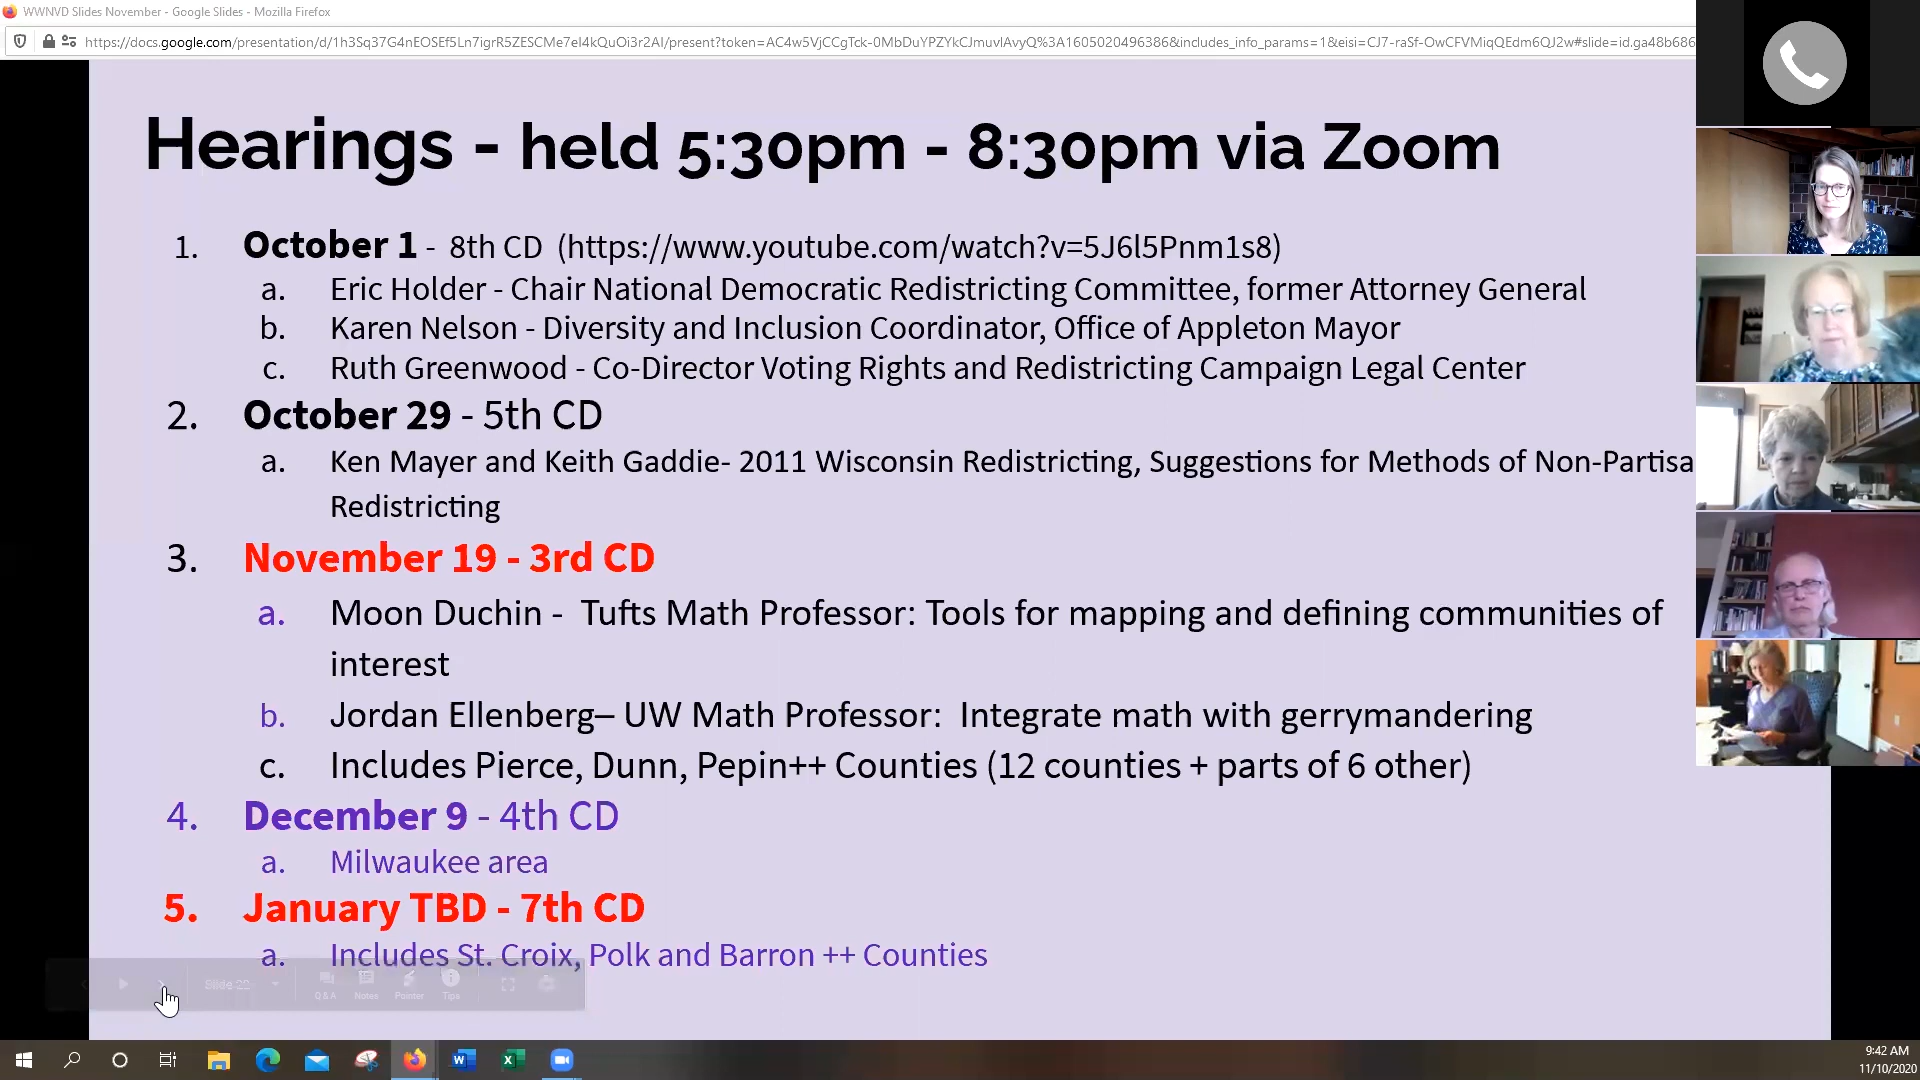 WWNVD Slides November - Google Slides - Mozilla Firefox
https://docs.google.com/presentation/d/1h3Sq37G4nEOSEf5Ln7igrR5ZESCMe7eI4kQuOi3r2AI/present?token=AC4w5VjCCgTck-0MbDuYPZYkCJmuvlAvyQ%3A1605020496386&includes_info_params=1&eisi=CJ7-raSf-OwCFVMiqQEdm6QJ2w#slide=id.ga48b686
Hearings - held 5:30pm - 8:30pm via Zoom
1. October 1 - 8th CD (https://www.youtube.com/watch?v=5J6l5Pnm1s8)
a. Eric Holder - Chair National Democratic Redistricting Committee, former Attorney General
b. Karen Nelson - Diversity and Inclusion Coordinator, Office of Appleton Mayor
c. Ruth Greenwood - Co-Director Voting Rights and Redistricting Campaign Legal Center
2. October 29 - 5th CD
a. Ken Mayer and Keith Gaddie- 2011 Wisconsin Redistricting, Suggestions for Methods of Non-Partisa
Redistricting
3. November 19 - 3rd CD
a. Moon Duchin - Tufts Math Professor: Tools for mapping and defining communities of
interest
b. Jordan Ellenberg– UW Math Professor: Integrate math with gerrymandering
c. Includes Pierce, Dunn, Pepin++ Counties (12 counties + parts of 6 other)
4. December 9 - 4th CD
a. Milwaukee area
5. January TBD - 7th CD
a. Includes St. Croix, Polk and Barron ++ Counties
Slide 22
Q & A Notes Pointer Tips
9:42 AM
11/10/2020